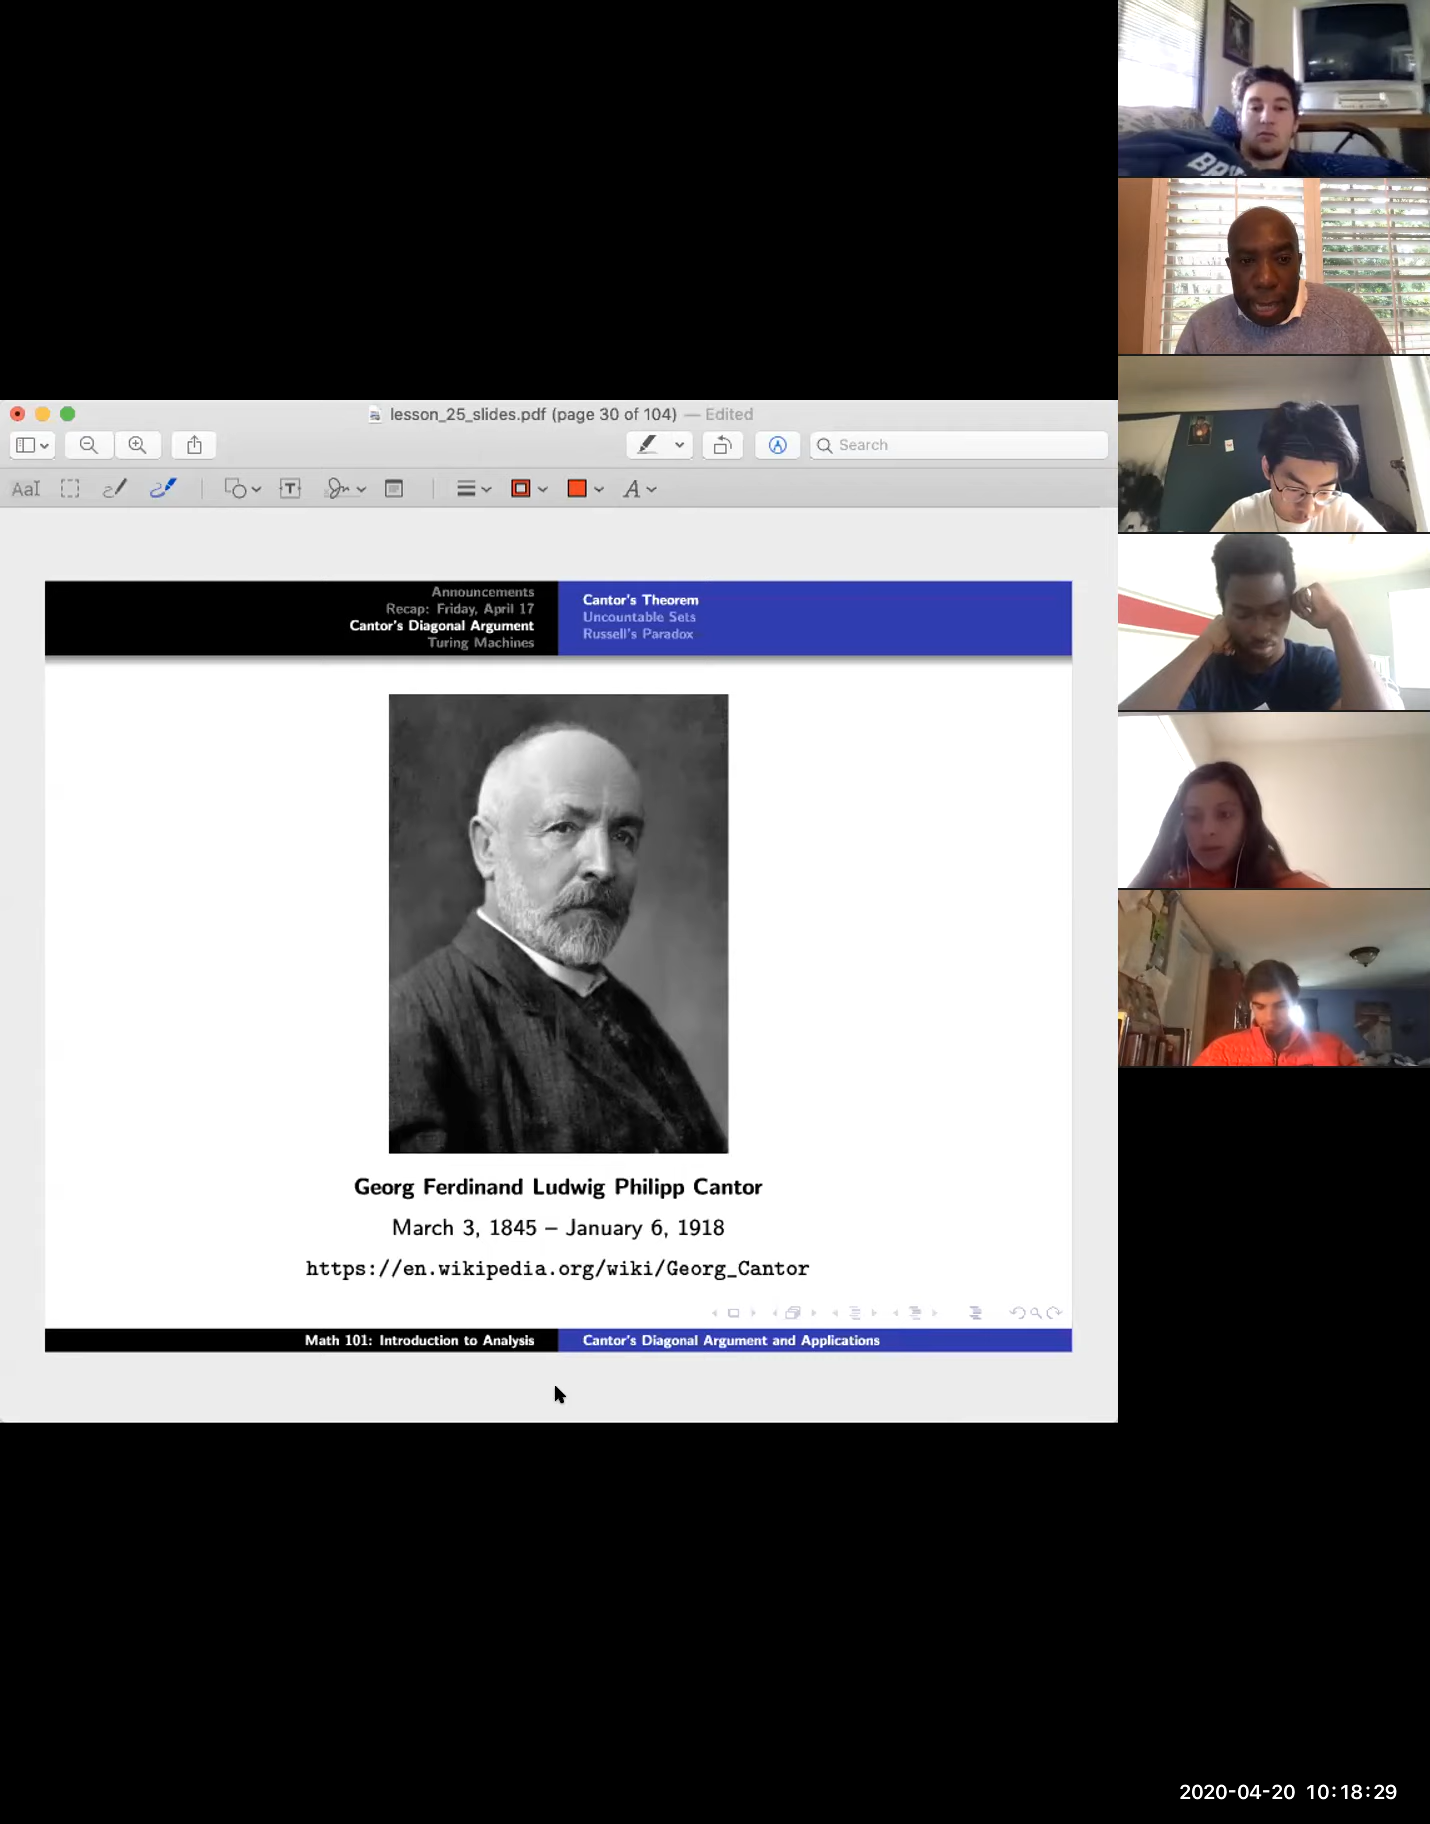 lesson_25_slides.pdf (page 30 of 104) — Edited
Search
AaI
T
A
Announcements
Recap: Friday, April 17
Cantor's Diagonal Argument
Turing Machines
Cantor's Theorem
Uncountable Sets
Russell's Paradox
Georg Ferdinand Ludwig Philipp Cantor
March 3, 1845 – January 6, 1918
https://en.wikipedia.org/wiki/Georg_Cantor
Math 101: Introduction to Analysis
Cantor's Diagonal Argument and Applications
2020-04-20 10:18:29